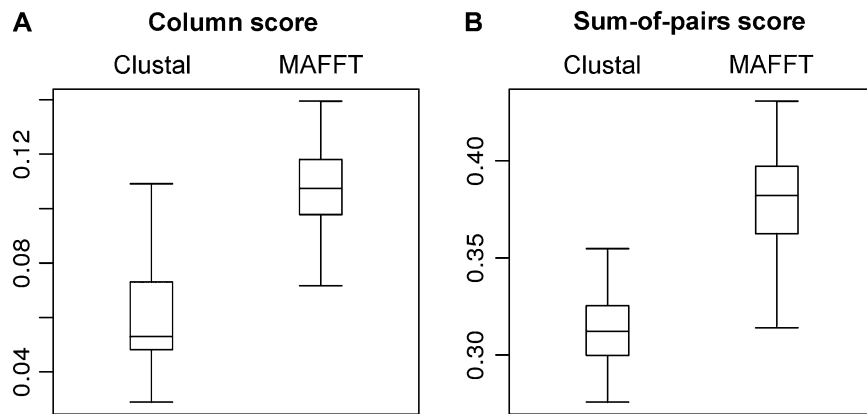 A Column score
Clustal MAFFT
0.12
0.08
0.04
B Sum-of-pairs score
Clustal MAFFT
0.40
0.35
0.30